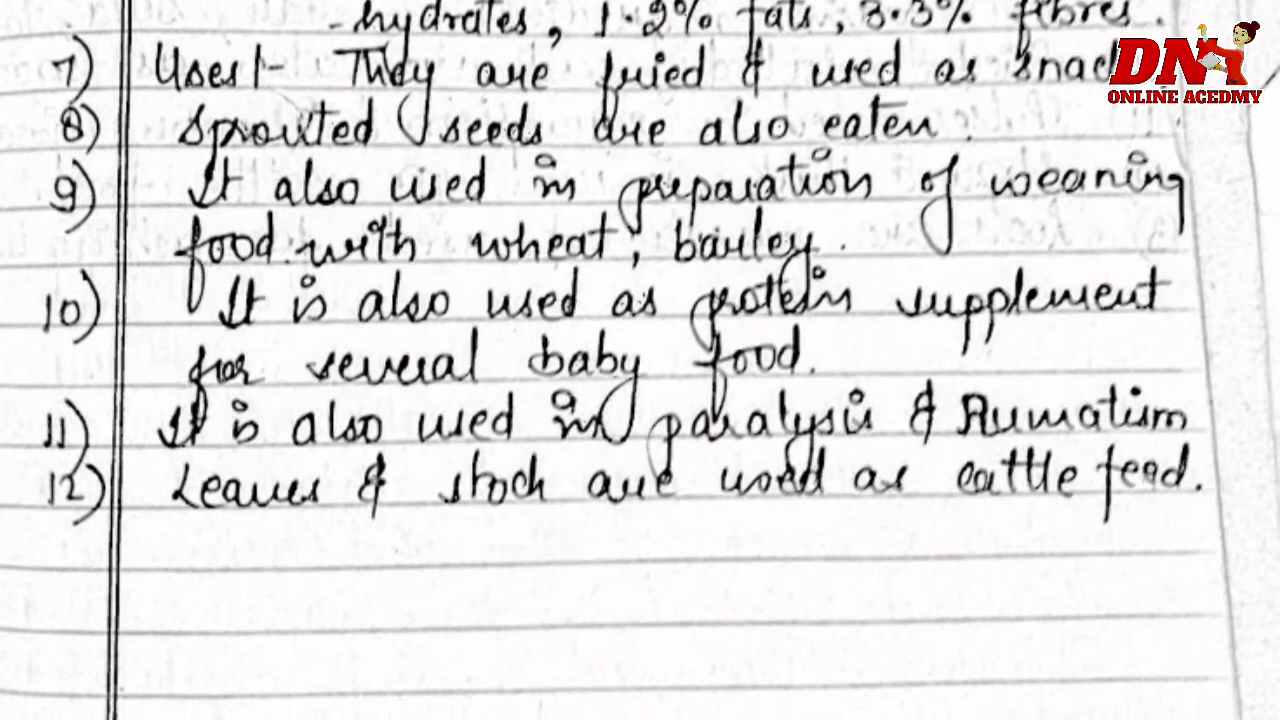 -hydrates, 1.2% fats, 3.3% fibres.
7) Uses:- They are fried & used as snac
DN
ONLINE ACEDMY
8) Sprouted seeds are also eaten.
9) It also used in preparation of weaning
food with wheat, barley.
10) It is also used as protein supplement
for several baby food.
11) It is also used in paralysis & Rumatism
12) Leaves & stock are used as cattle feed.